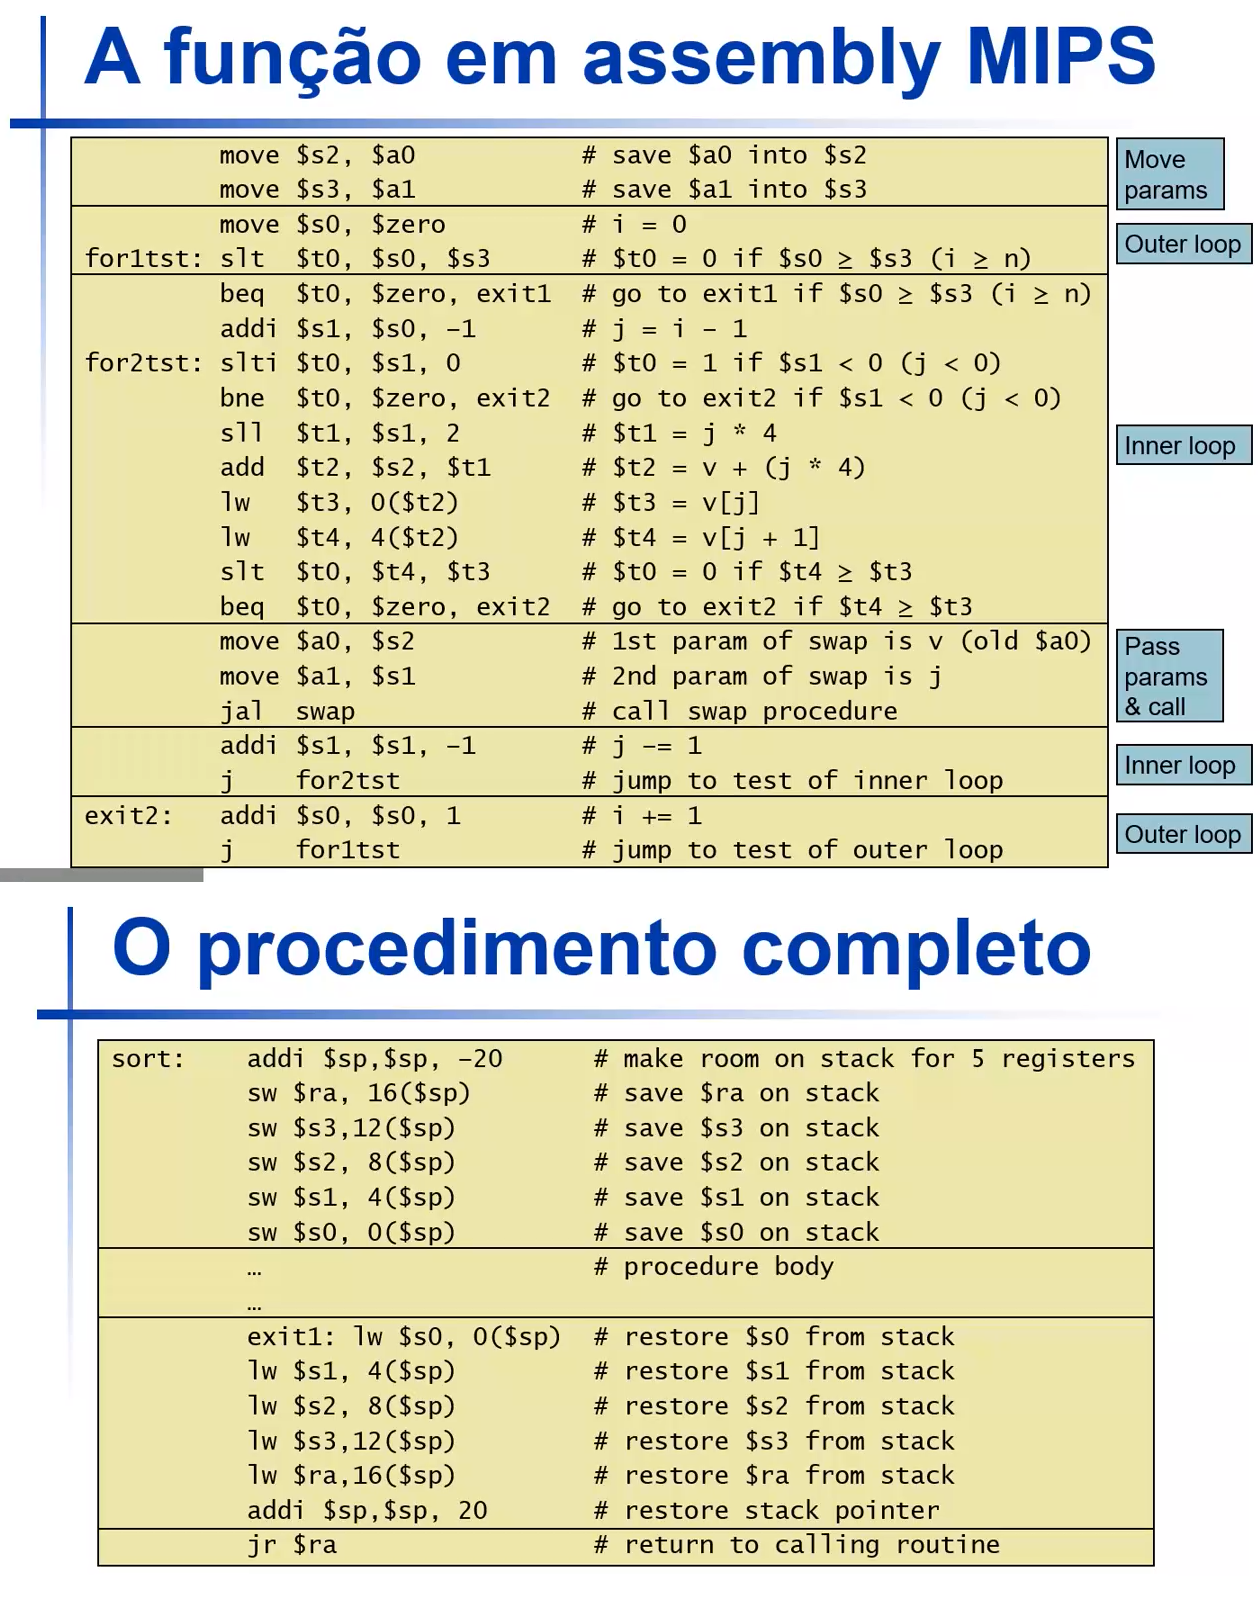 A função em assembly MIPS
move $s2, $a0 # save $a0 into $s2
move $s3, $a1 # save $a1 into $s3
Move
params
move $s0, $zero # i = 0
for1tst: slt $t0, $s0, $s3 # $t0 = 0 if $s0 ≥ $s3 (i ≥ n)
Outer loop
beq $t0, $zero, exit1 # go to exit1 if $s0 ≥ $s3 (i ≥ n)
addi $s1, $s0, –1 # j = i – 1
for2tst: slti $t0, $s1, 0 # $t0 = 1 if $s1 < 0 (j < 0)
bne $t0, $zero, exit2 # go to exit2 if $s1 < 0 (j < 0)
sll $t1, $s1, 2 # $t1 = j * 4
add $t2, $s2, $t1 # $t2 = v + (j * 4)
lw $t3, 0($t2) # $t3 = v[j]
lw $t4, 4($t2) # $t4 = v[j + 1]
slt $t0, $t4, $t3 # $t0 = 0 if $t4 ≥ $t3
beq $t0, $zero, exit2 # go to exit2 if $t4 ≥ $t3
Inner loop
move $a0, $s2 # 1st param of swap is v (old $a0)
move $a1, $s1 # 2nd param of swap is j
jal swap # call swap procedure
Pass
params
& call
addi $s1, $s1, –1 # j –= 1
j for2tst # jump to test of inner loop
Inner loop
exit2: addi $s0, $s0, 1 # i += 1
j for1tst # jump to test of outer loop
Outer loop
O procedimento completo
sort: addi $sp,$sp, –20 # make room on stack for 5 registers
sw $ra, 16($sp) # save $ra on stack
sw $s3,12($sp) # save $s3 on stack
sw $s2, 8($sp) # save $s2 on stack
sw $s1, 4($sp) # save $s1 on stack
sw $s0, 0($sp) # save $s0 on stack
… # procedure body
…
exit1: lw $s0, 0($sp) # restore $s0 from stack
lw $s1, 4($sp) # restore $s1 from stack
lw $s2, 8($sp) # restore $s2 from stack
lw $s3,12($sp) # restore $s3 from stack
lw $ra,16($sp) # restore $ra from stack
addi $sp,$sp, 20 # restore stack pointer
jr $ra # return to calling routine